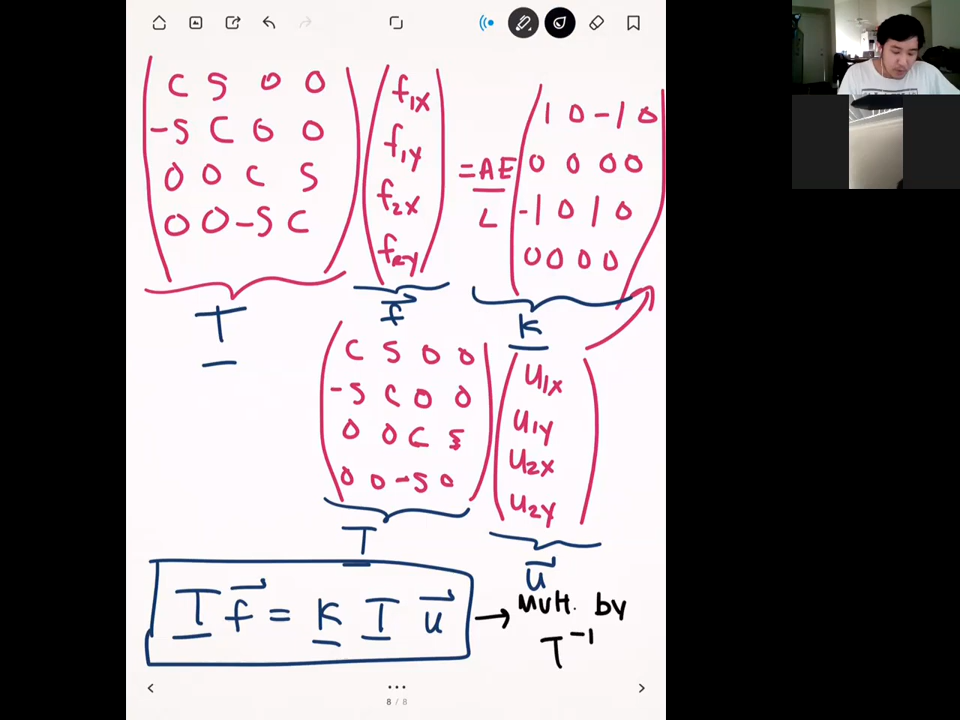 C S 0 0
-S C 0 0
0 0 C S
0 0 -S C
T
f1x
f1y
f2x
f2y
f
= AE
L
1 0 -1 0
0 0 0 0
-1 0 1 0
0 0 0 0
K
C S 0 0
-S C 0 0
0 0 C S
0 0 -S 0
T
u1x
u1y
u2x
u2y
u
T f = K T u → Mult. by
T-1
8 / 8